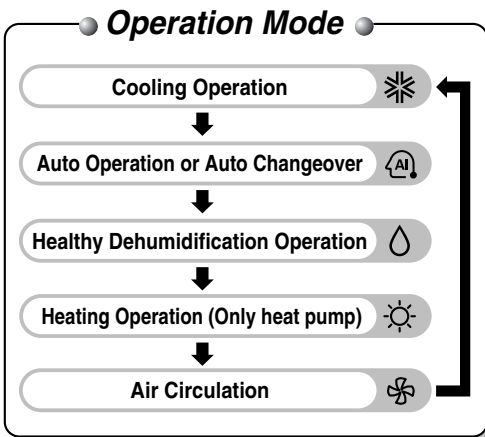 Operation Mode
Cooling Operation
Auto Operation or Auto Changeover
AI
Healthy Dehumidification Operation
Heating Operation (Only heat pump)
Air Circulation